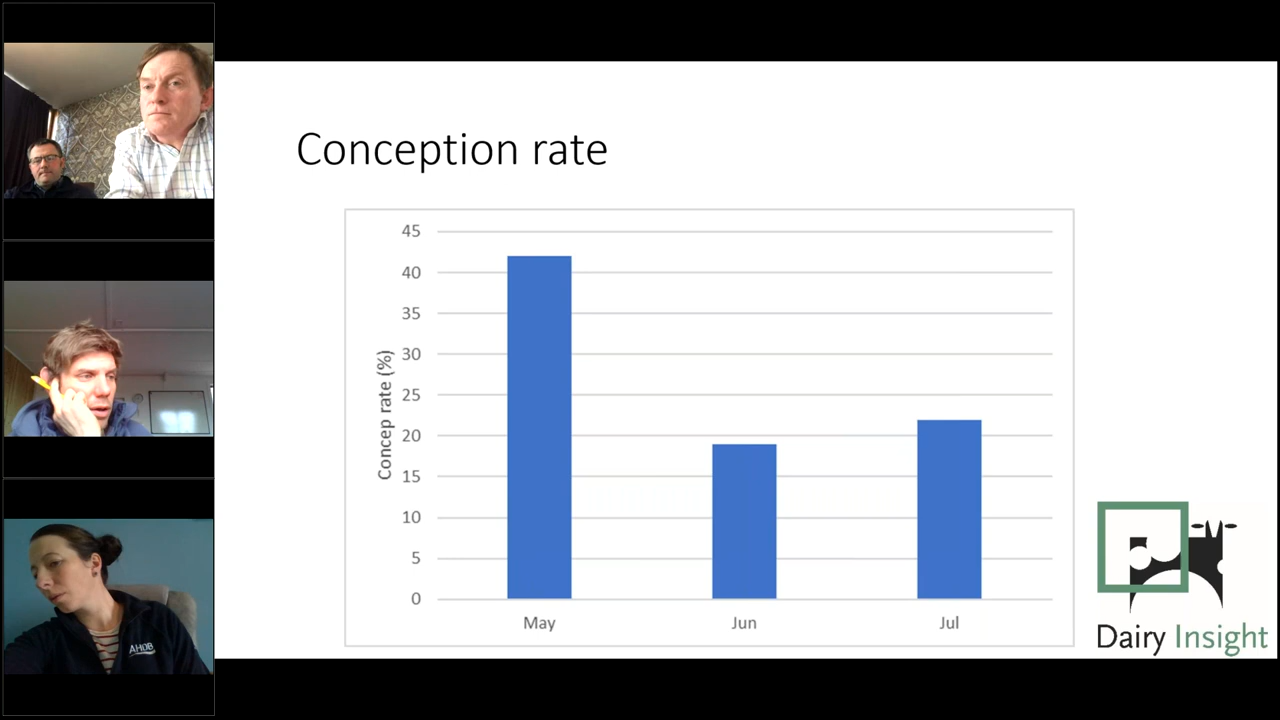 Conception rate
45
40
35
30
25
20
15
10
5
0
Concep rate (%)
May
Jun
Jul
Dairy Insight
AHDB